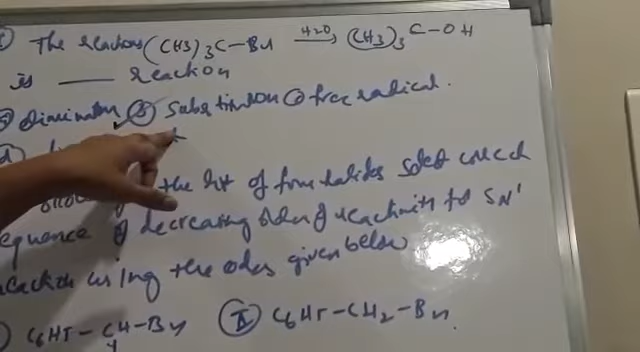 The reaction (CH3)3C-Br H2O→ (CH3)3C-OH
is ____ reaction
elimination (B) Substitution (C) free radical.
the list of four halides select correct
sequence of decreasing order of reactivity to SN1
reaction using the codes given below
C6H5-CH-Br (II) C6H5-CH2-Br